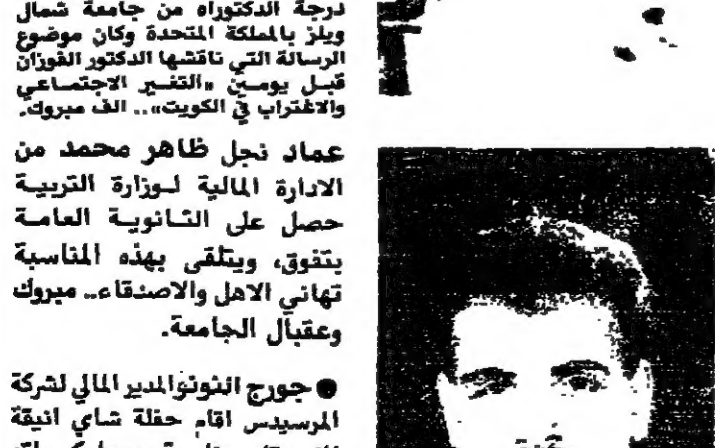 درجة الدكتوراه من جامعة شمال
ويلز بالمملكة المتحدة وكان موضوع
الرسالة التي ناقشها الدكتور الفوزان
قبل يومين «التغير الاجتماعي
والاغتراب في الكويت».. الف مبروك.
عماد نجل ظاهر محمد من
الادارة المالية لوزارة التربية
حصل على الثانوية العامة
بتفوق، ويتلقى بهذه المناسبة
تهاني الاهل والاصدقاء.. مبروك
وعقبال الجامعة.
● جورج النونو المدير المالي لشركة
المرسيدس اقام حفلة شاي انيقة